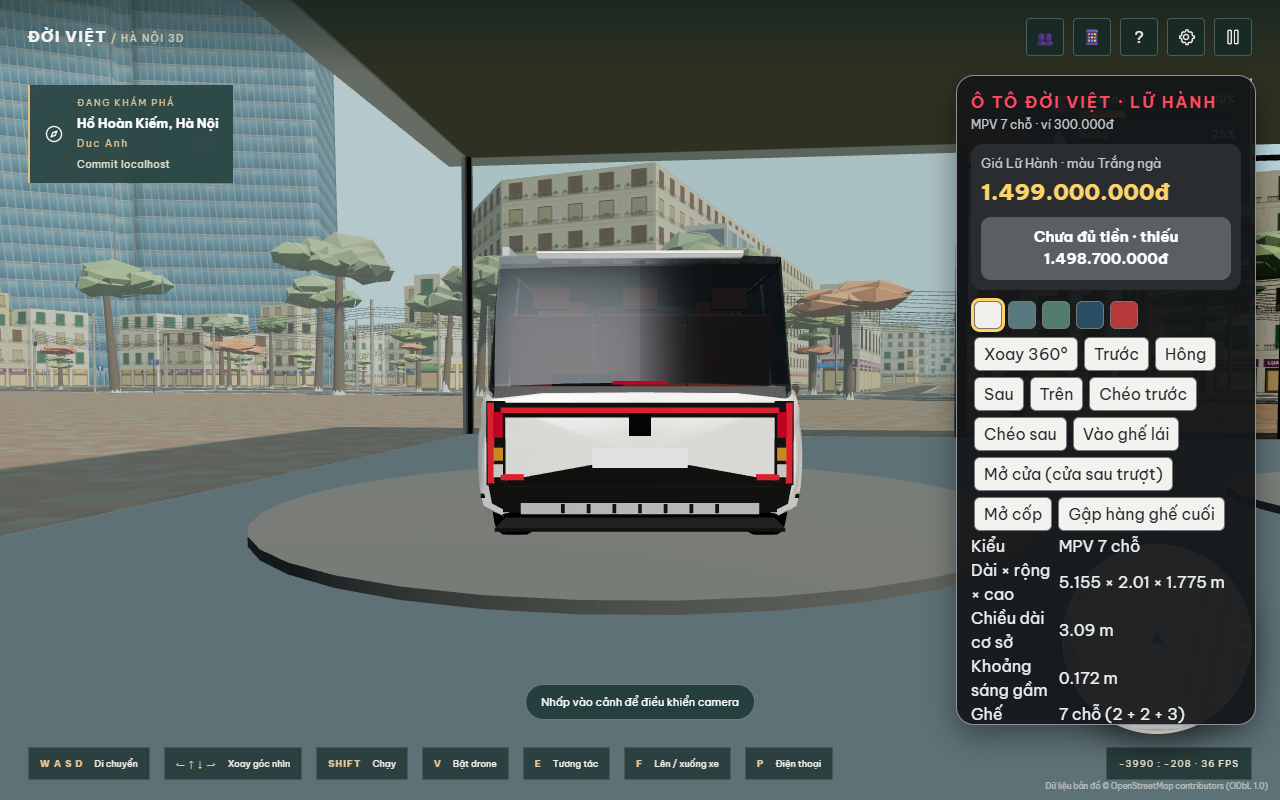 ĐỜI VIỆT / HÀ NỘI 3D
?
ĐANG KHÁM PHÁ
Hồ Hoàn Kiếm, Hà Nội
Duc Anh
Commit localhost
Ô TÔ ĐỜI VIỆT · LỮ HÀNH
MPV 7 chỗ · ví 300.000đ
25%
Giá Lữ Hành · màu Trắng ngà
1.499.000.000đ
Chưa đủ tiền · thiếu
1.498.700.000đ
Xoay 360° Trước Hông
Sau Trên Chéo trước
Chéo sau Vào ghế lái
Mở cửa (cửa sau trượt)
Mở cốp Gập hàng ghế cuối
Kiểu MPV 7 chỗ
Dài × rộng × cao 5.155 × 2.01 × 1.775 m
Chiều dài cơ sở 3.09 m
Khoảng sáng gầm 0.172 m
Ghế 7 chỗ (2 + 2 + 3)
Nhấp vào cảnh để điều khiển camera
W A S D Di chuyển
←↑↓→ Xoay góc nhìn
SHIFT Chạy
V Bật drone
E Tương tác
F Lên / xuống xe
P Điện thoại
-3990 : -208 · 36 FPS
Dữ liệu bản đồ © OpenStreetMap contributors (ODbL 1.0)